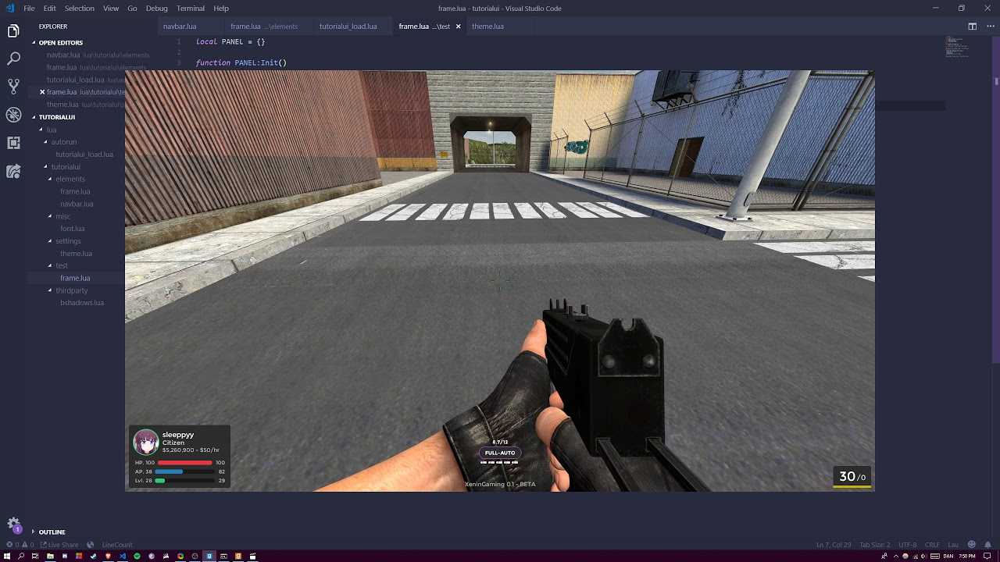 File Edit Selection View Go Debug Terminal Help frame.lua - tutorialui - Visual Studio Code
EXPLORER
navbar.lua frame.lua ...\elements tutorialui_load.lua frame.lua ...\test theme.lua
OPEN EDITORS
navbar.lua lua\tutorialui\elements
frame.lua lua\tutorialui\elements
tutorialui_load.lua lua\au
frame.lua lua\tutorialui\te
theme.lua lua\tutorialui\s
1 local PANEL = {}
2
3 function PANEL:Init()
TUTORIALUI
lua
autorun
tutorialui_load.lua
tutorialui
elements
frame.lua
navbar.lua
misc
font.lua
settings
theme.lua
test
frame.lua
thirdparty
bshadows.lua
sleeppyy
Citizen
$5,260,900 - $50/hr
HP. 100 100
AP. 38 82
Lvl. 28 29
8.7/12
FULL-AUTO
XeninGaming 0.1 - BETA
30/0
OUTLINE
1
0 0 Live Share LineCount Ln 7, Col 29 Tab Size: 2 UTF-8 CRLF Lau
DAN 7:50 PM